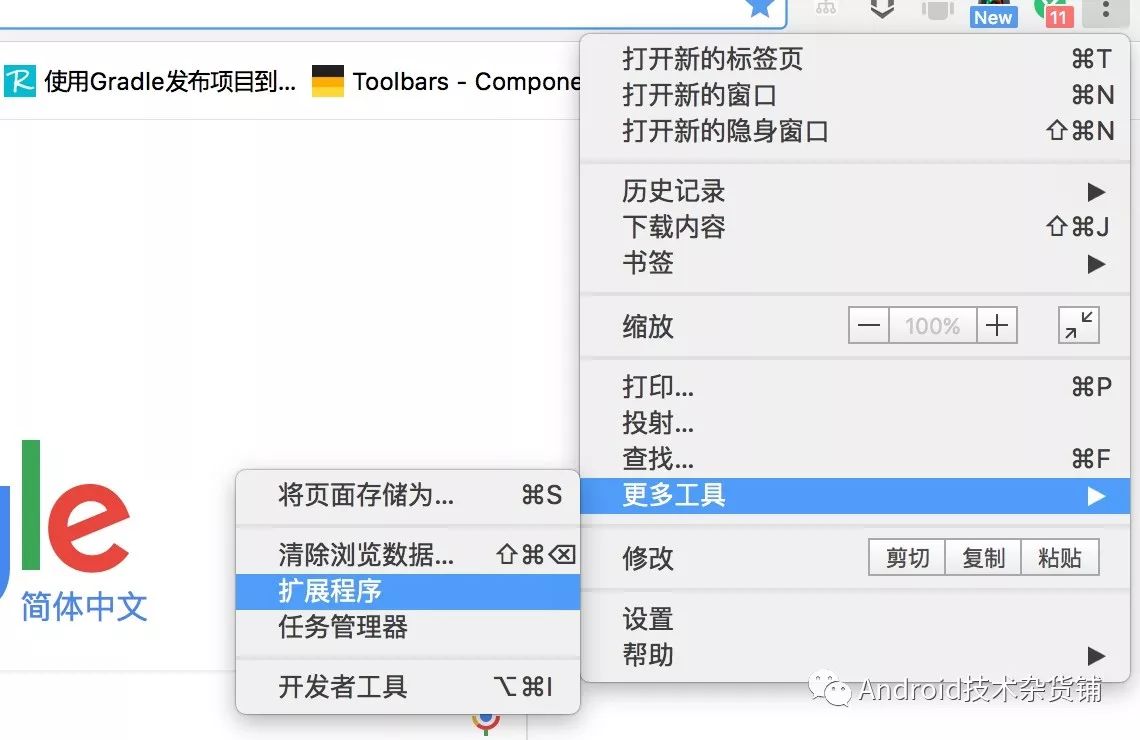 New
11
使用Gradle发布项目到...
Toolbars - Compone
打开新的标签页 ⌘T
打开新的窗口 ⌘N
打开新的隐身窗口 ⇧⌘N
历史记录 ▶
下载内容 ⇧⌘J
书签 ▶
缩放 — 100% +
打印... ⌘P
投射...
查找... ⌘F
更多工具 ▶
修改 剪切 复制 粘贴
设置
帮助 ▶
将页面存储为... ⌘S
清除浏览数据... ⇧⌘⌫
扩展程序
任务管理器
开发者工具 ⌥⌘I
le
简体中文
Android技术杂货铺